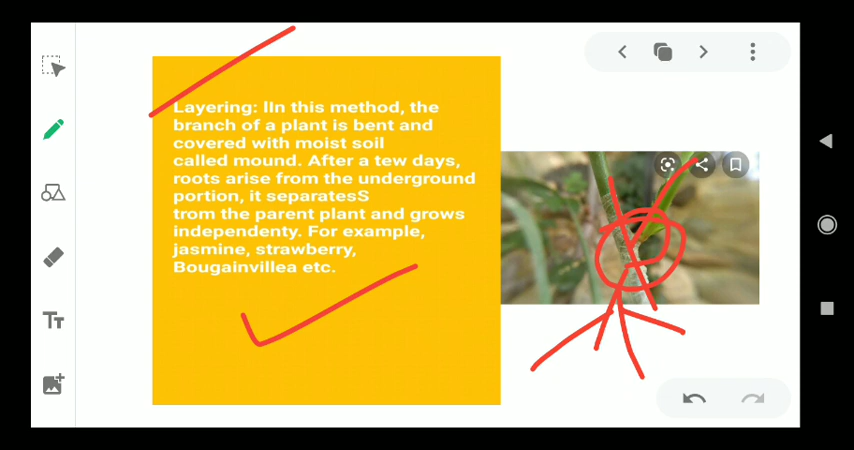 Layering: IIn this method, the
branch of a plant is bent and
covered with moist soil
called mound. After a tew days,
roots arise from the underground
portion, it separatesS
trom the parent plant and grows
independenty. For example,
jasmine, strawberry,
Bougainvillea etc.
TT